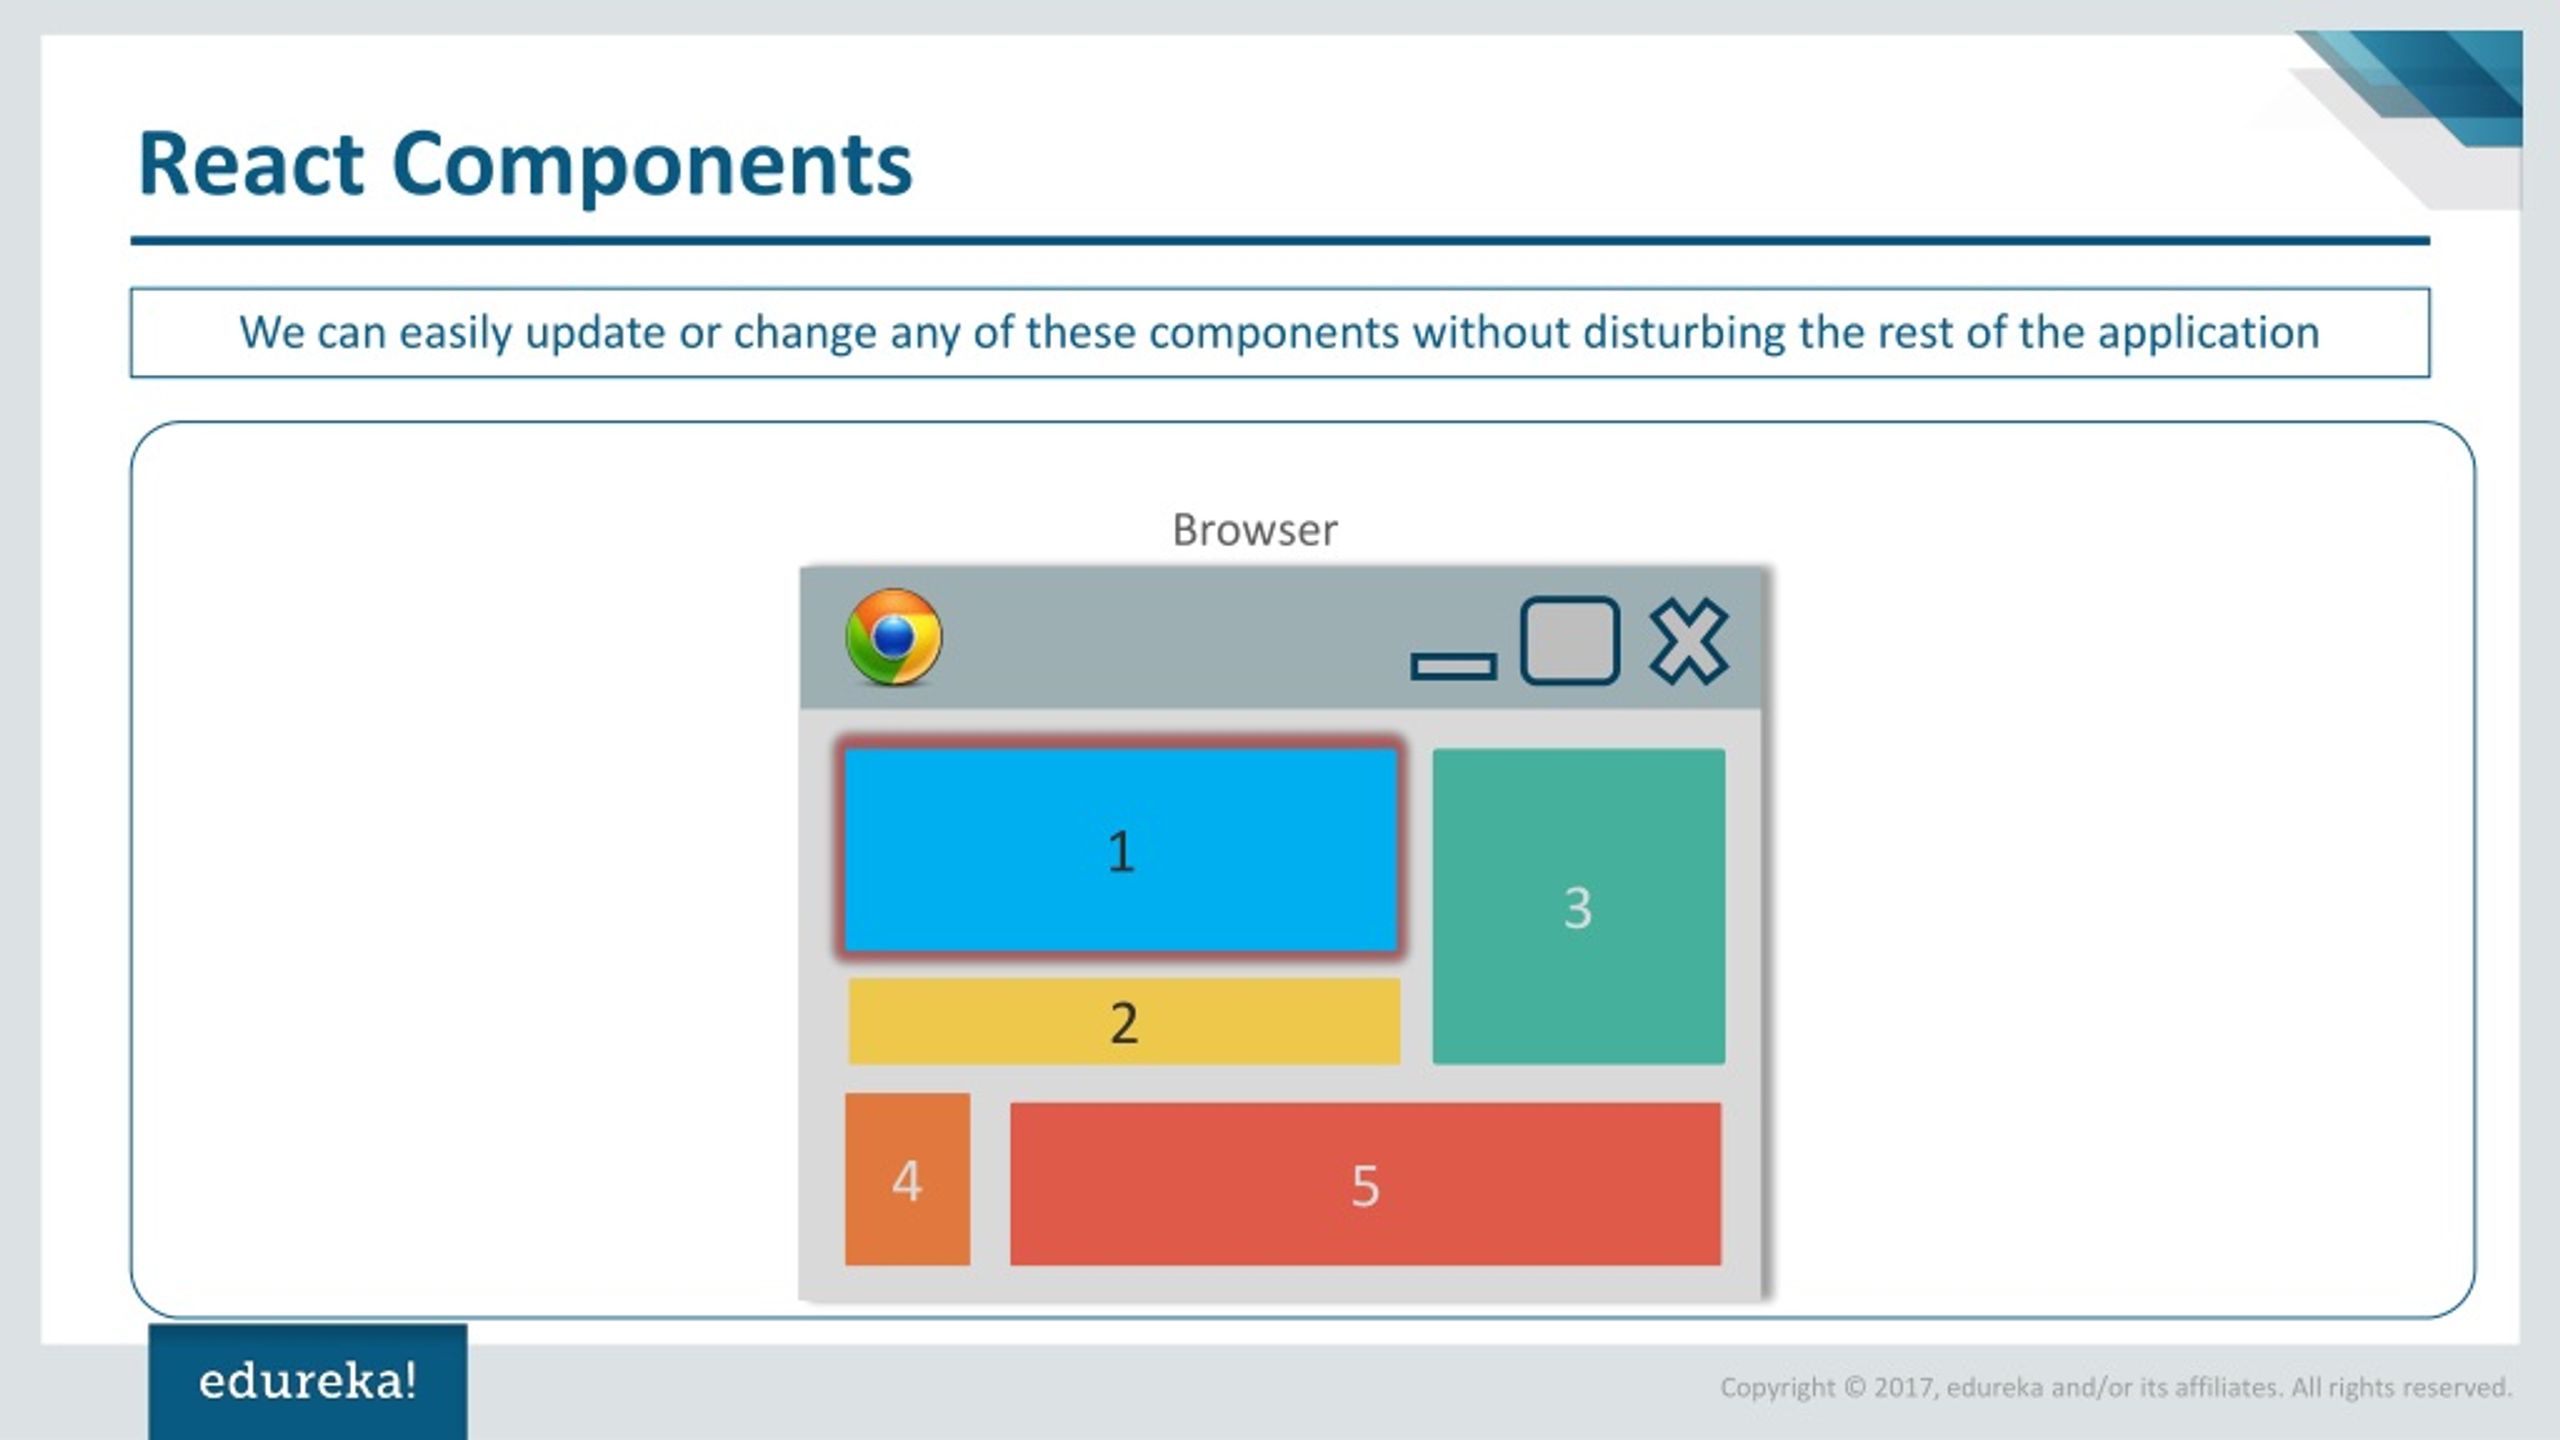 React Components
We can easily update or change any of these components without disturbing the rest of the application
Browser
1
3
2
4
5
edureka!
Copyright © 2017, edureka and/or its affiliates. All rights reserved.